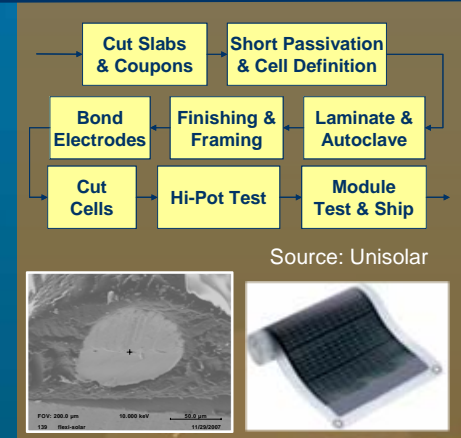 Cut Slabs
& Coupons
Short Passivation
& Cell Definition
Bond
Electrodes
Finishing &
Framing
Laminate &
Autoclave
Cut
Cells
Hi-Pot Test
Module
Test & Ship
Source: Unisolar
FOV: 200.0 μm
10.000 keV
50.0 μm
139
flexi-solar
11/29/2007